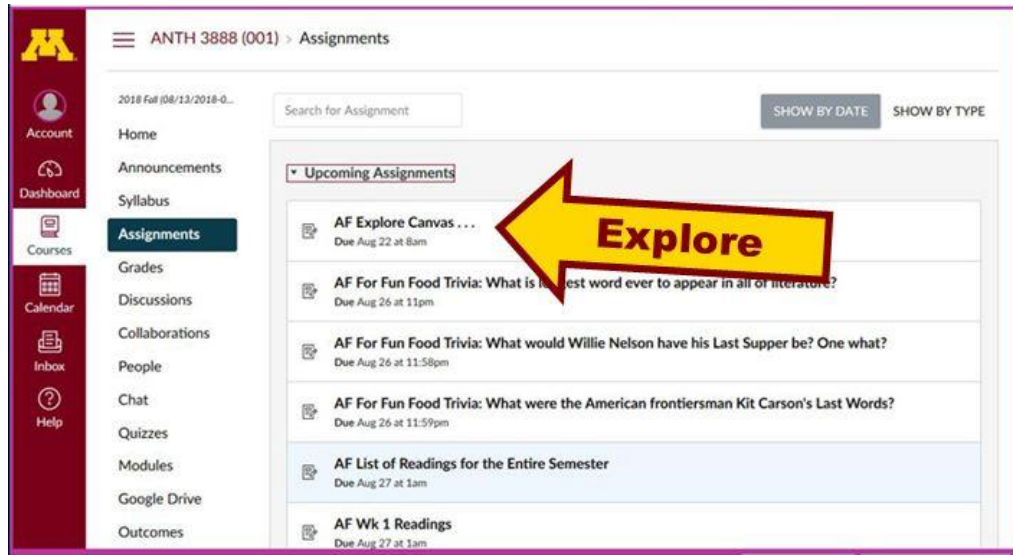 M
ANTH 3888 (001) > Assignments
Account
Dashboard
Courses
Calendar
Inbox
Help
2018 Fall (08/13/2018-0...
Home
Announcements
Syllabus
Assignments
Grades
Discussions
Collaborations
People
Chat
Quizzes
Modules
Google Drive
Outcomes
Search for Assignment
SHOW BY DATE SHOW BY TYPE
Upcoming Assignments
AF Explore Canvas . . .
Due Aug 22 at 8am
Explore
AF For Fun Food Trivia: What is word ever to appear in all of literature?
Due Aug 26 at 11pm
AF For Fun Food Trivia: What would Willie Nelson have his Last Supper be? One what?
Due Aug 26 at 11:58pm
AF For Fun Food Trivia: What were the American frontiersman Kit Carson's Last Words?
Due Aug 26 at 11:59pm
AF List of Readings for the Entire Semester
Due Aug 27 at 1am
AF Wk 1 Readings
Due Aug 27 at 1am